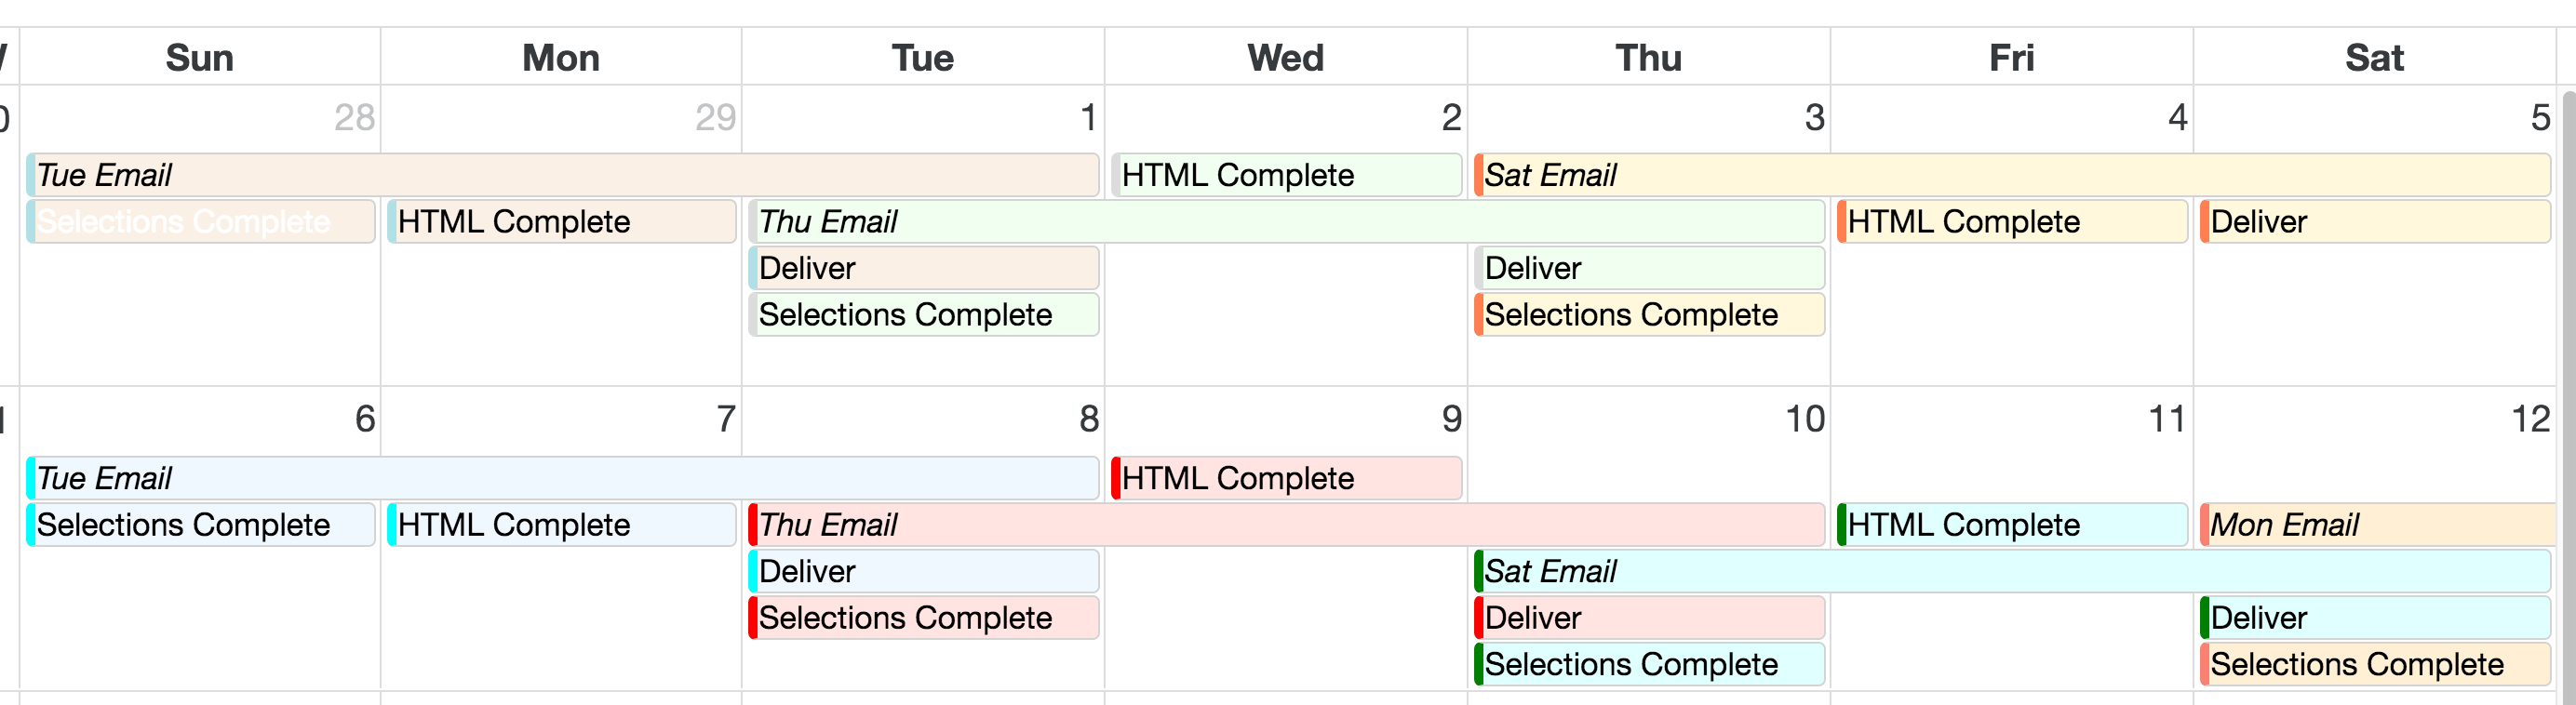 Sun Mon Tue Wed Thu Fri Sat
28 29 1 2 3 4 5
Tue Email HTML Complete Sat Email
Selections Complete HTML Complete Thu Email HTML Complete Deliver
Deliver Deliver
Selections Complete Selections Complete
6 7 8 9 10 11 12
Tue Email HTML Complete
Selections Complete HTML Complete Thu Email HTML Complete Mon Email
Deliver Sat Email
Selections Complete Deliver Deliver
Selections Complete Selections Complete